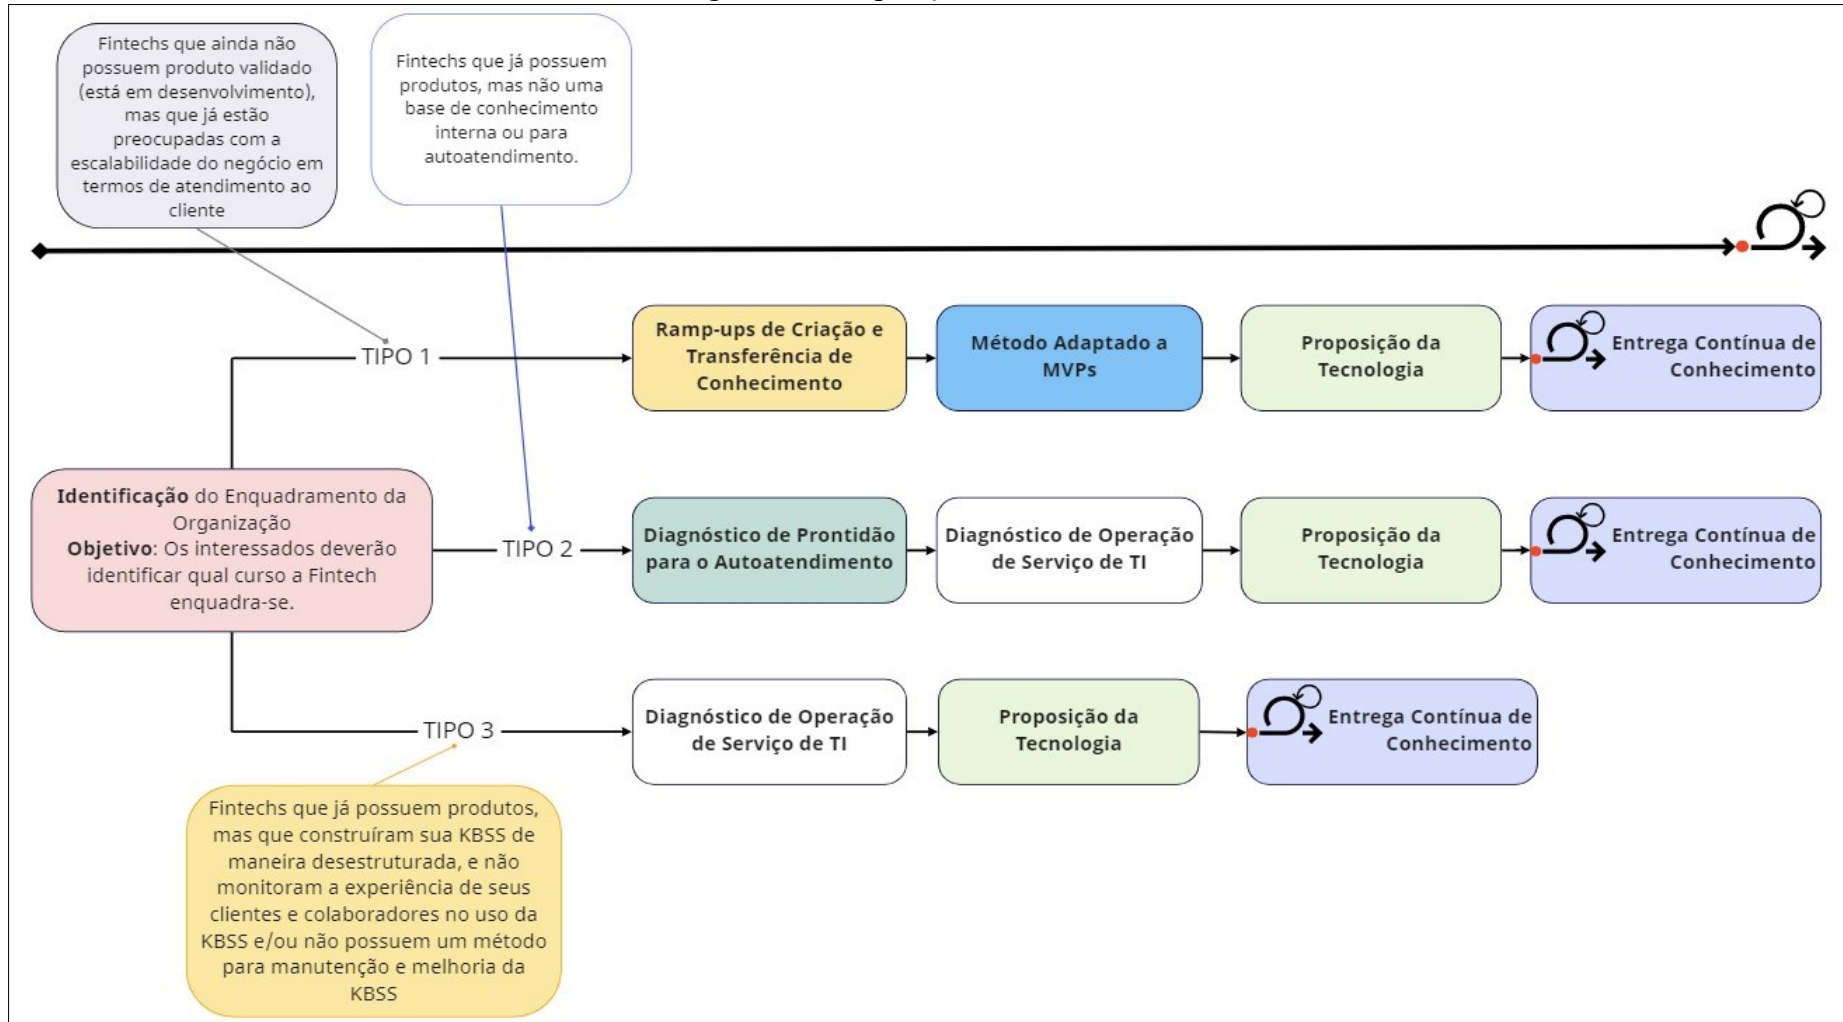 Fintechs que ainda não
possuem produto validado
(está em desenvolvimento),
mas que já estão
preocupadas com a
escalabilidade do negócio em
termos de atendimento ao
cliente
Fintechs que já possuem
produtos, mas não uma
base de conhecimento
interna ou para
autoatendimento.
TIPO 1
Ramp-ups de Criação e
Transferência de
Conhecimento
Método Adaptado a
MVPs
Proposição da
Tecnologia
Entrega Contínua de
Conhecimento
Identificação do Enquadramento da
Organização
Objetivo: Os interessados deverão
identificar qual curso a Fintech
enquadra-se.
TIPO 2
Diagnóstico de Prontidão
para o Autoatendimento
Diagnóstico de Operação
de Serviço de TI
Proposição da
Tecnologia
Entrega Contínua de
Conhecimento
TIPO 3
Diagnóstico de Operação
de Serviço de TI
Proposição da
Tecnologia
Entrega Contínua de
Conhecimento
Fintechs que já possuem produtos,
mas que construíram sua KBSS de
maneira desestruturada, e não
monitoram a experiência de seus
clientes e colaboradores no uso da
KBSS e/ou não possuem um método
para manutenção e melhoria da
KBSS